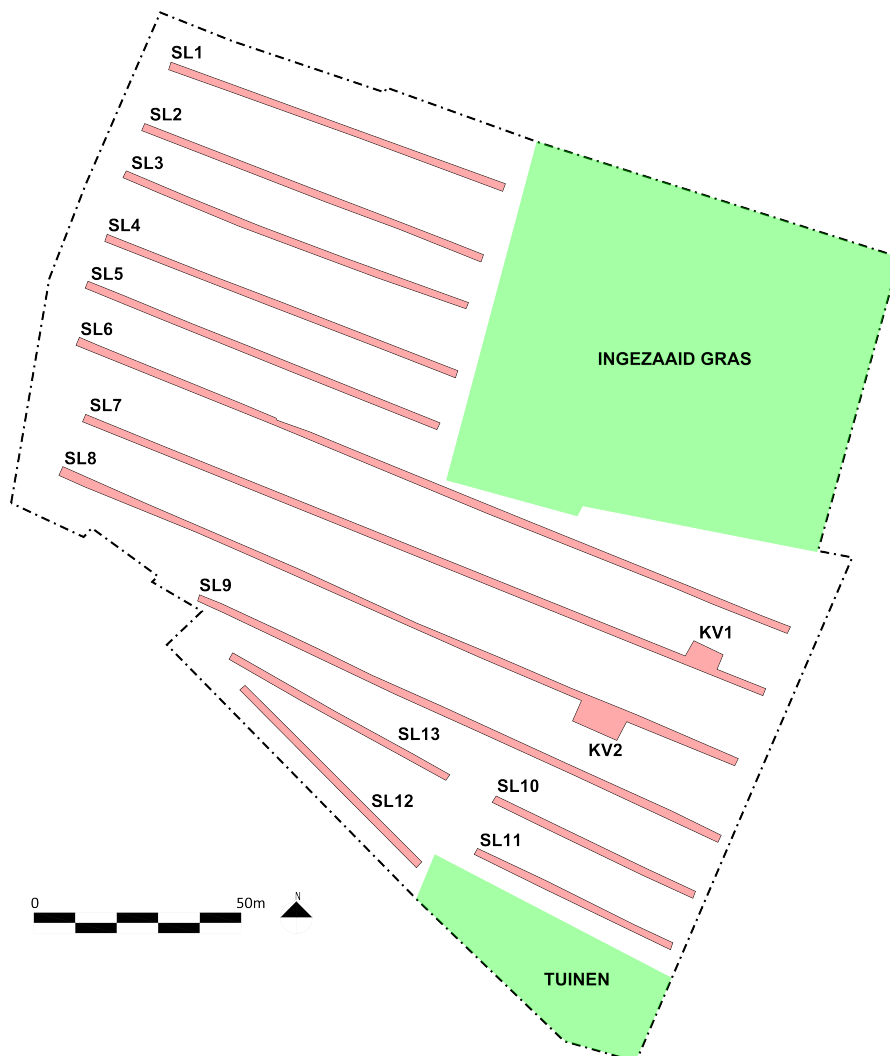 SL1
SL2
SL3
SL4
SL5
SL6
INGEZAAID GRAS
SL7
SL8
SL9
KV1
SL13
KV2
SL10
SL12
SL11
0 50m
N
TUINEN